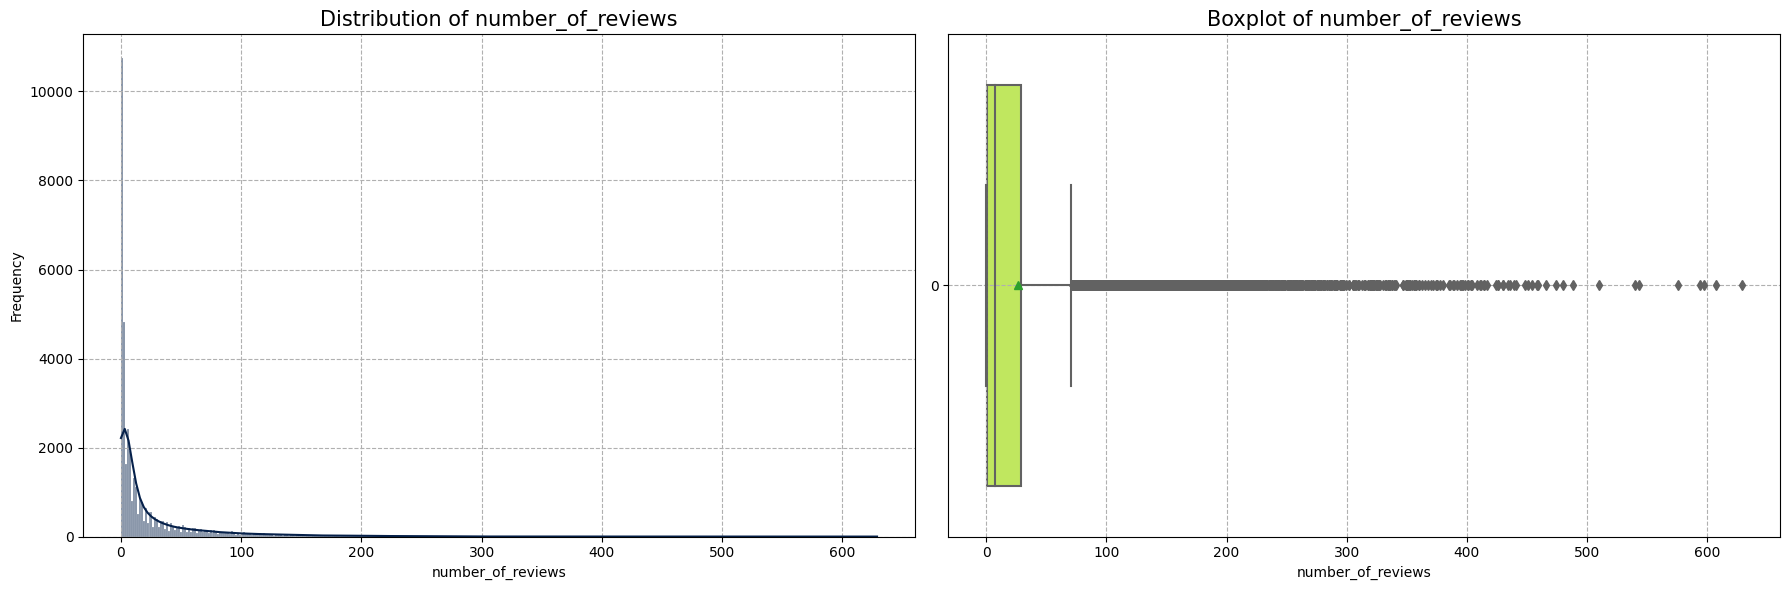 Distribution of number_of_reviews
10000
8000
6000
4000
2000
0
Frequency
0 100 200 300 400 500 600
number_of_reviews
Boxplot of number_of_reviews
0
0 100 200 300 400 500 600
number_of_reviews